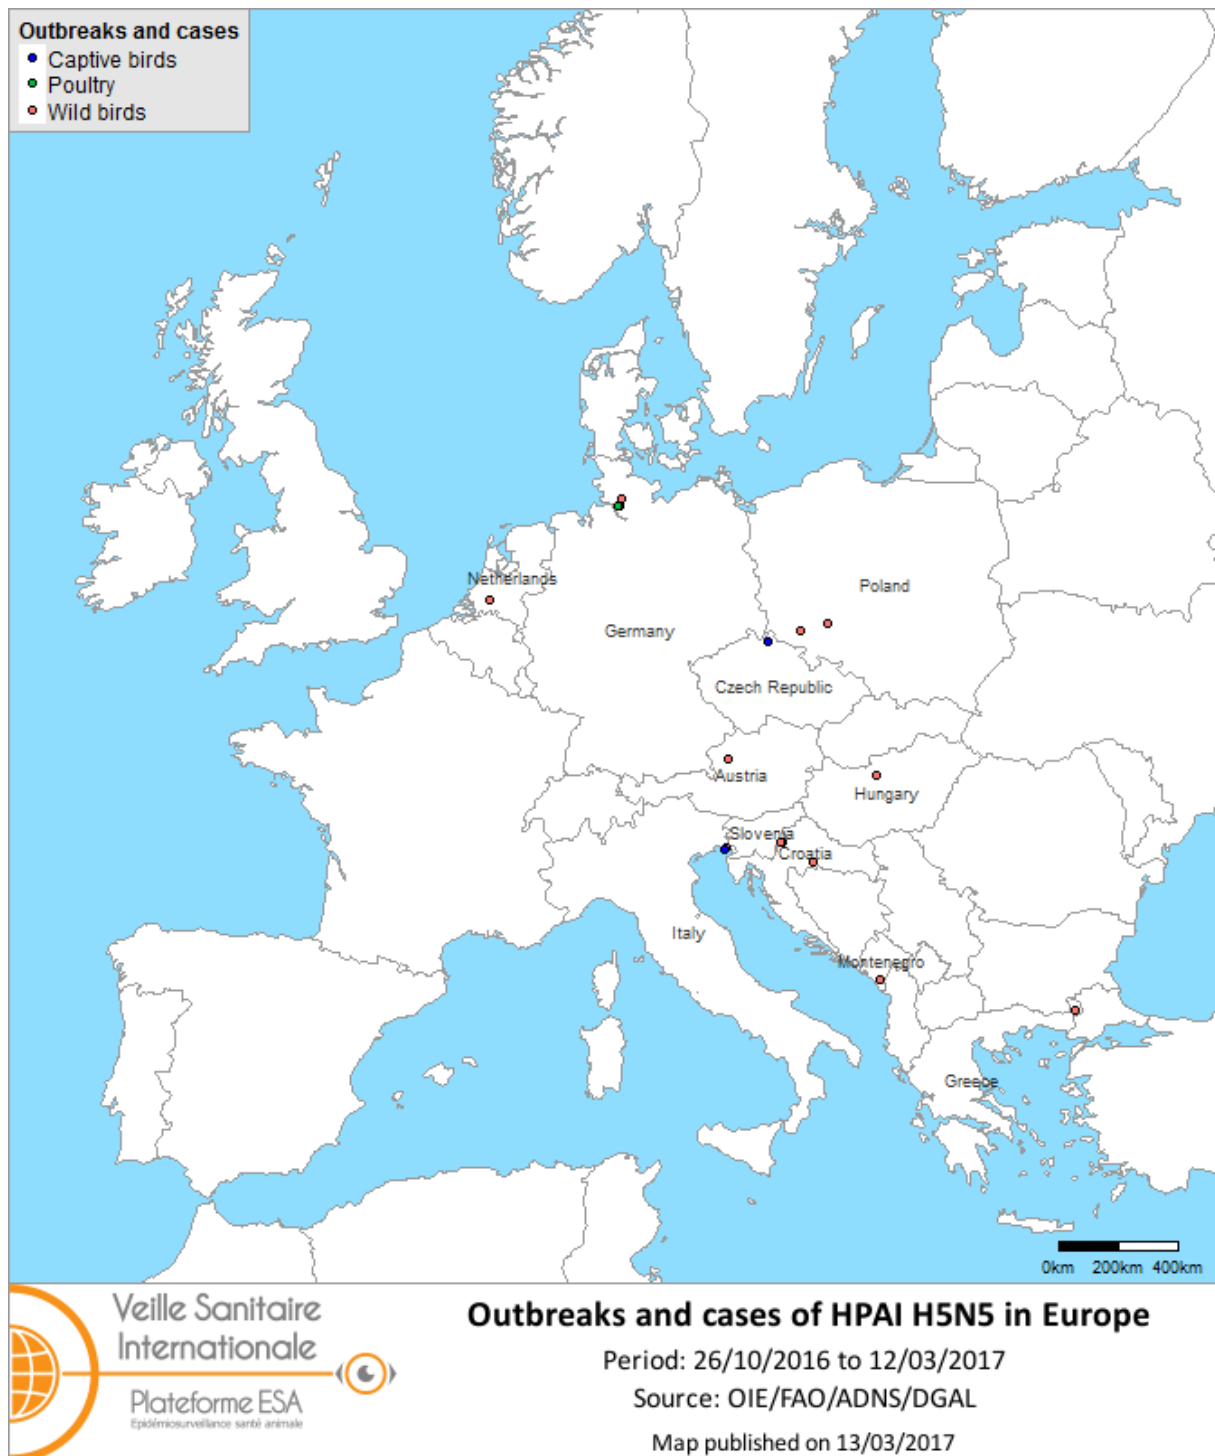 Outbreaks and cases
Captive birds
Poultry
Wild birds
Netherlands
Poland
Germany
Czech Republic
Austria
Hungary
Slovenia
Croatia
Italy
Montenegro
Greece
0km 200km 400km
Veille Sanitaire
Internationale
Plateforme ESA
Epidémiosurveillance santé animale
Outbreaks and cases of HPAI H5N5 in Europe
Period: 26/10/2016 to 12/03/2017
Source: OIE/FAO/ADNS/DGAL
Map published on 13/03/2017